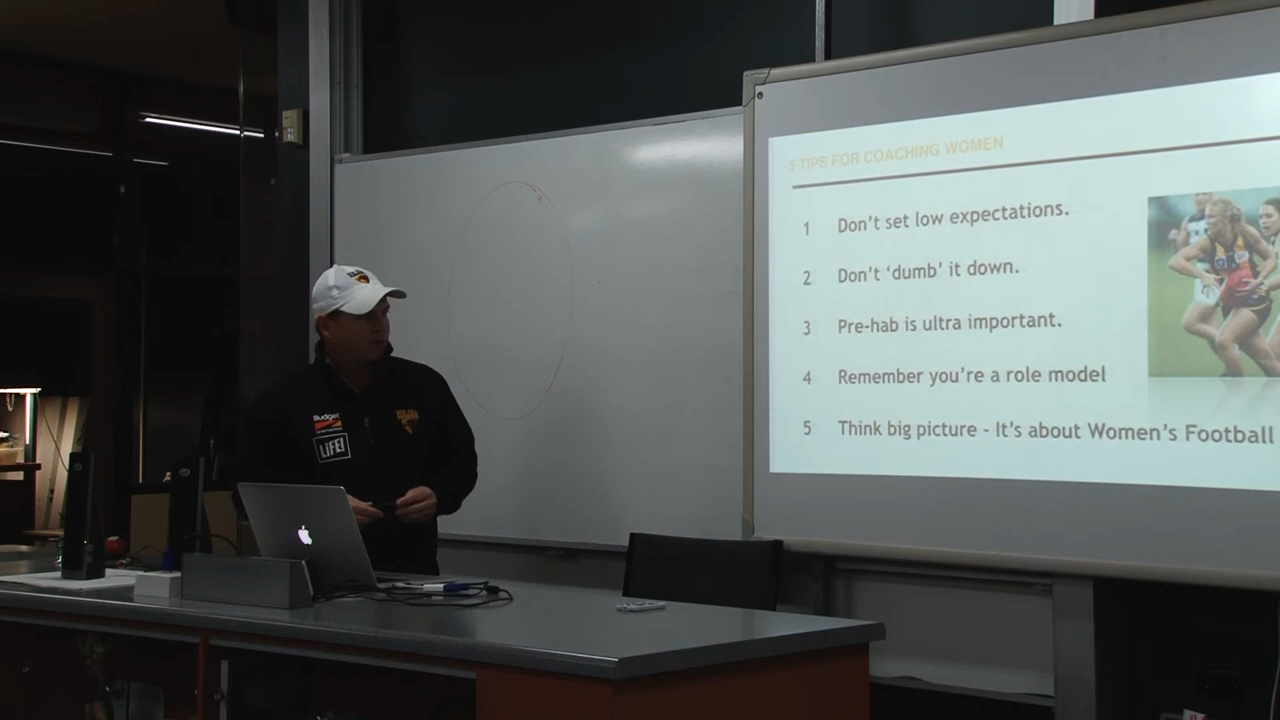 5 TIPS FOR COACHING WOMEN
1 Don't set low expectations.
2 Don't 'dumb' it down.
3 Pre-hab is ultra important.
4 Remember you're a role model
5 Think big picture - It's about Women's Football
Budget
LiFE!